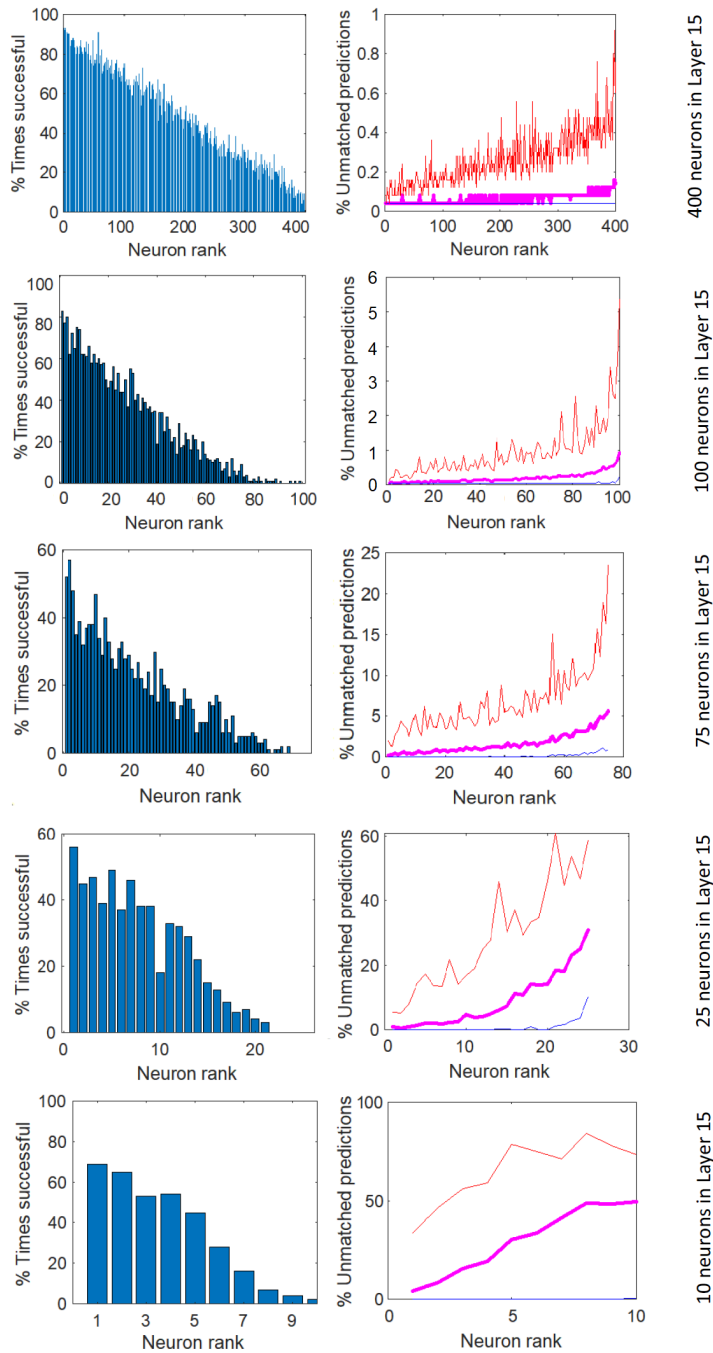 100
80
60
40
20
0
0 100 200 300 400
Neuron rank
% Times successful
1
0.8
0.6
0.4
0.2
0
0 100 200 300 400
Neuron rank
% Unmatched predictions
400 neurons in Layer 15
100
80
60
40
20
0
0 20 40 60 80 100
Neuron rank
% Times successful
6
5
4
3
2
1
0
0 20 40 60 80 100
Neuron rank
% Unmatched predictions
100 neurons in Layer 15
60
40
20
0
0 20 40 60
Neuron rank
% Times successful
25
20
15
10
5
0
0 20 40 60 80
Neuron rank
% Unmatched predictions
75 neurons in Layer 15
60
40
20
0
0 10 20
Neuron rank
% Times successful
60
40
20
0
0 10 20 30
Neuron rank
% Unmatched predictions
25 neurons in Layer 15
100
80
60
40
20
0
1 3 5 7 9
Neuron rank
% Times successful
100
50
0
0 5 10
Neuron rank
% Unmatched predictions
10 neurons in Layer 15